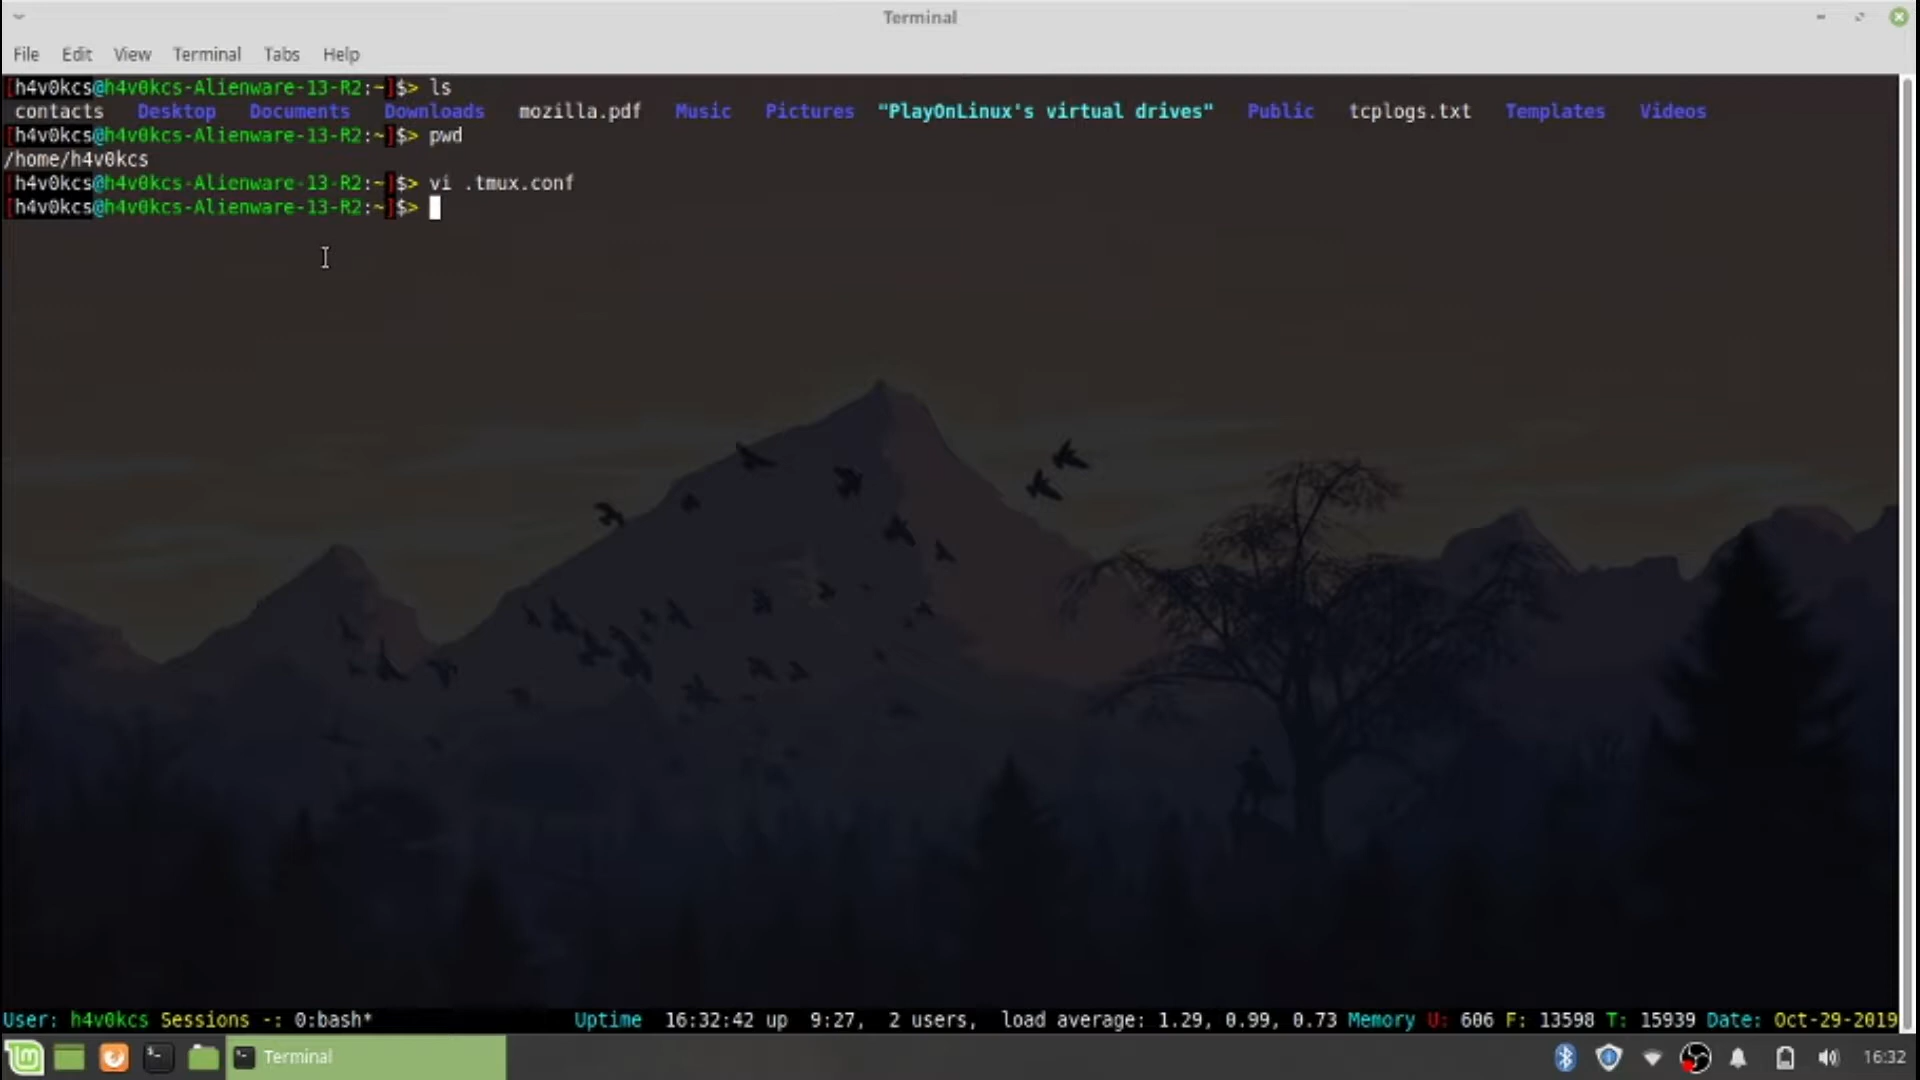 Terminal
File Edit View Terminal Tabs Help
[h4v0kcs@h4v0kcs-Alienware-13-R2:~]$> ls
contacts Desktop Documents Downloads mozilla.pdf Music Pictures "PlayOnLinux's virtual drives" Public tcplogs.txt Templates Videos
[h4v0kcs@h4v0kcs-Alienware-13-R2:~]$> pwd
/home/h4v0kcs
[h4v0kcs@h4v0kcs-Alienware-13-R2:~]$> vi .tmux.conf
[h4v0kcs@h4v0kcs-Alienware-13-R2:~]$>
User: h4v0kcs Sessions -: 0:bash* Uptime 16:32:42 up 9:27, 2 users, load average: 1.29, 0.99, 0.73 Memory U: 606 F: 13598 T: 15939 Date: Oct-29-2019
Terminal 16:32